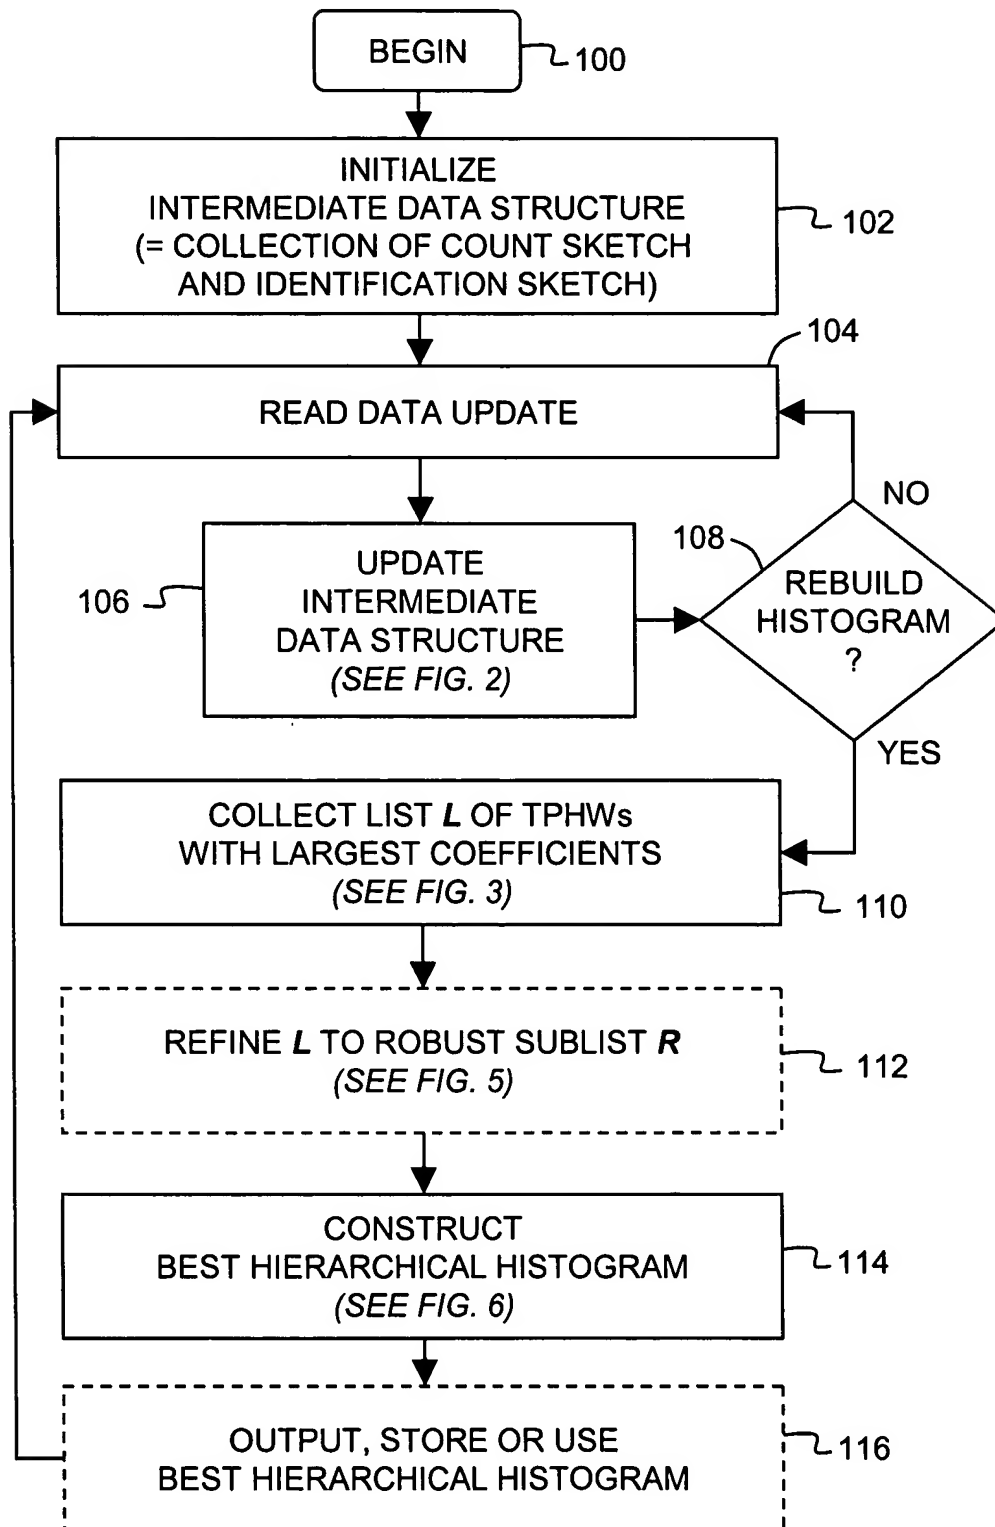 BEGIN
100
INITIALIZE
INTERMEDIATE DATA STRUCTURE
(= COLLECTION OF COUNT SKETCH
AND IDENTIFICATION SKETCH)
102
104
READ DATA UPDATE
NO
108
REBUILD
HISTOGRAM
?
106
UPDATE
INTERMEDIATE
DATA STRUCTURE
(SEE FIG. 2)
YES
COLLECT LIST L OF TPHWs
WITH LARGEST COEFFICIENTS
(SEE FIG. 3)
110
REFINE L TO ROBUST SUBLIST R
(SEE FIG. 5)
112
CONSTRUCT
BEST HIERARCHICAL HISTOGRAM
(SEE FIG. 6)
114
OUTPUT, STORE OR USE
BEST HIERARCHICAL HISTOGRAM
116